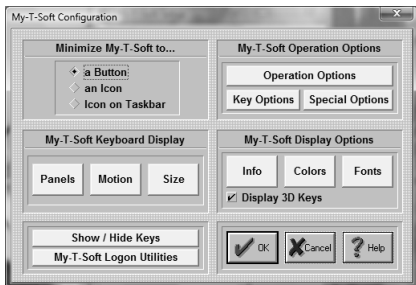 My-T-Soft Configuration
Minimize My-T-Soft to...
a Button
an Icon
Icon on Taskbar
My-T-Soft Operation Options
Operation Options
Key Options Special Options
My-T-Soft Keyboard Display
Panels Motion Size
My-T-Soft Display Options
Info Colors Fonts
Display 3D Keys
Show / Hide Keys
My-T-Soft Logon Utilities
OK Cancel Help